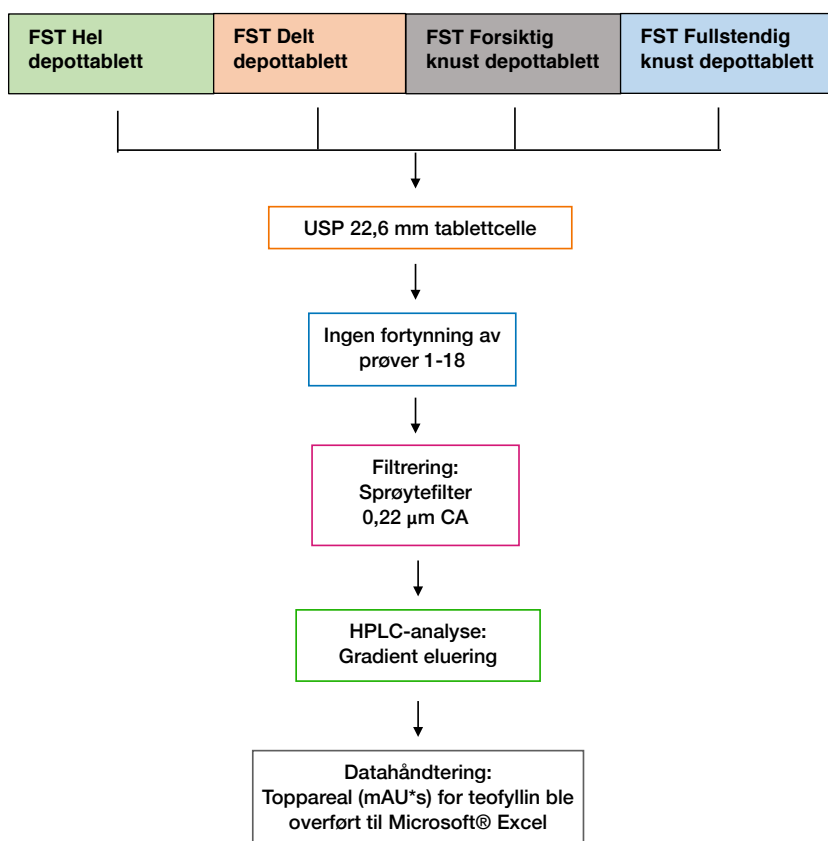 FST Hel
depottablett
FST Delt
depottablett
FST Forsiktig
knust depottablett
FST Fullstendig
knust depottablett
USP 22,6 mm tablettcelle
Ingen fortynning av
prøver 1-18
Filtrering:
Sprøytefilter
0,22 µm CA
HPLC-analyse:
Gradient eluering
Datahåndtering:
Toppareal (mAU*s) for teofyllin ble
overført til Microsoft® Excel